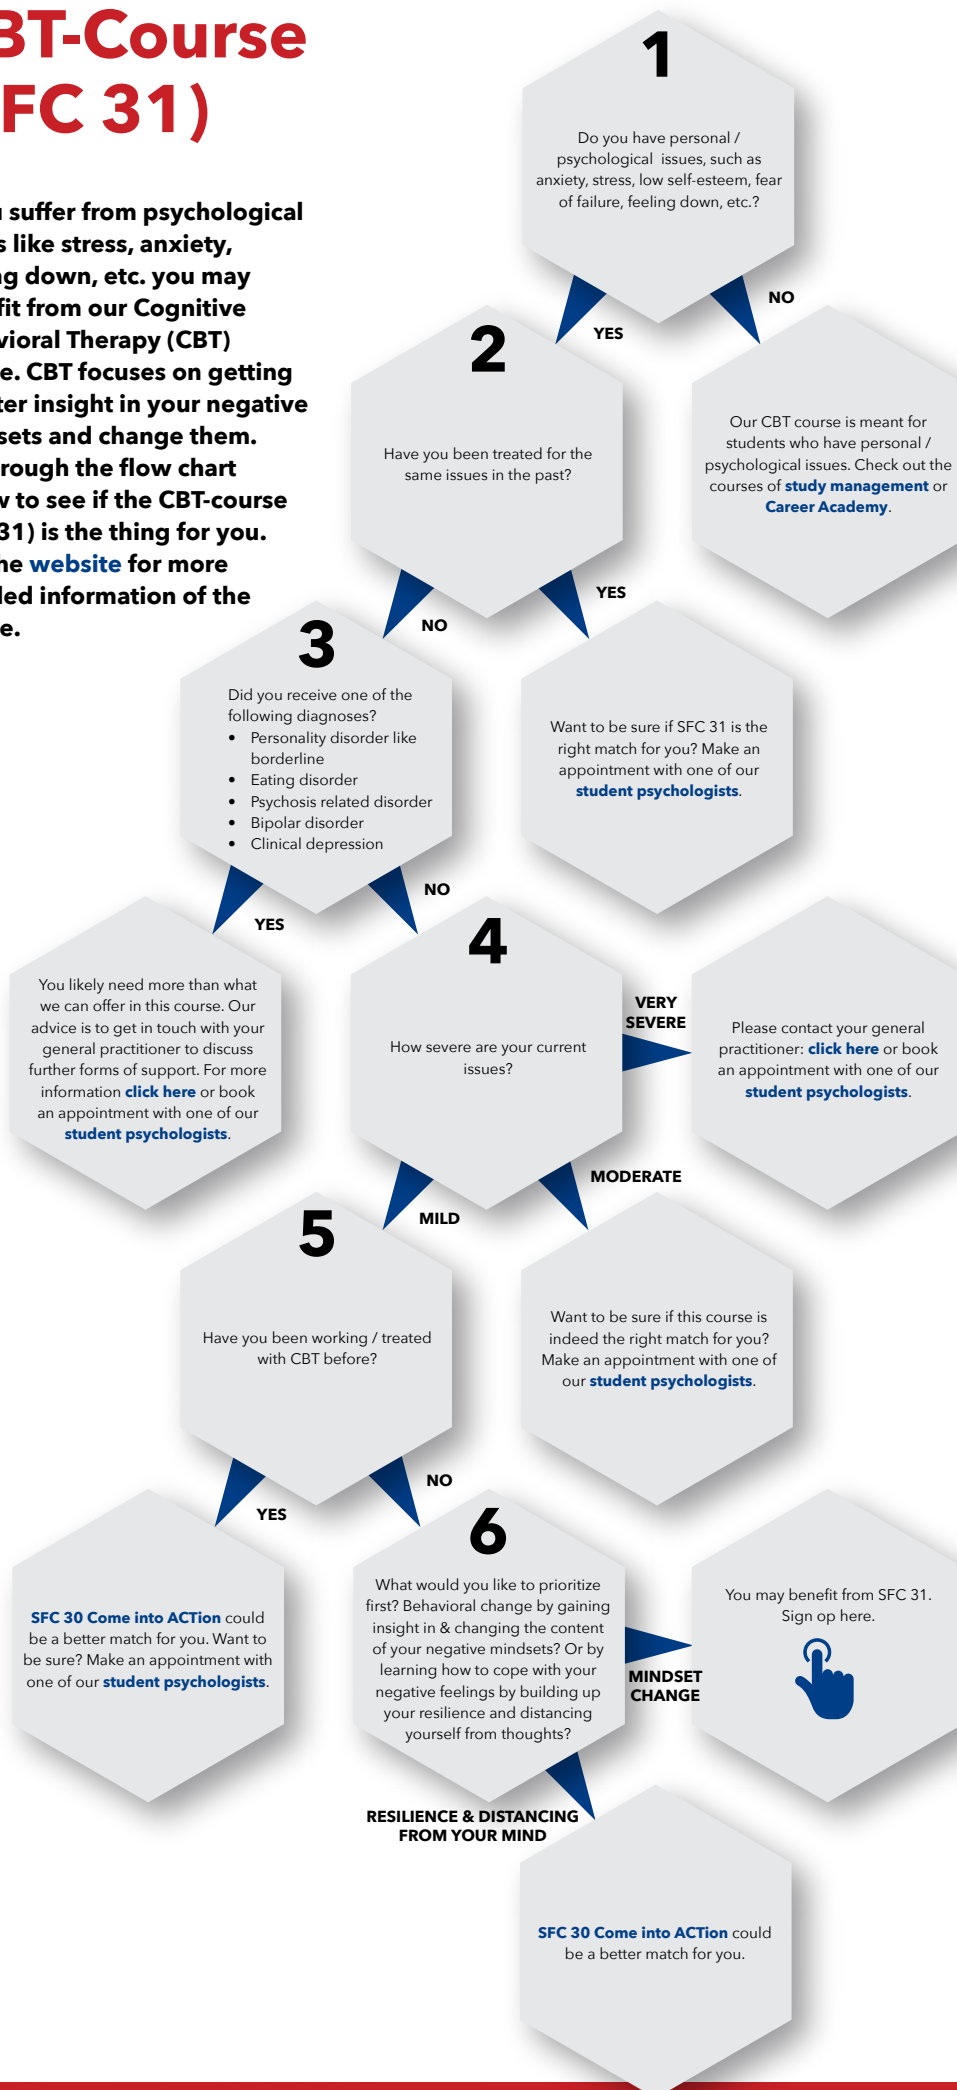 BT-Course
FC 31)
suffer from psychological
like stress, anxiety,
down, etc. you may
from our Cognitive
Therapy (CBT)
CBT focuses on getting
insight in your negative
and change them.
the flow chart
to see if the CBT-course
31) is the thing for you.
website for more
information of the
1
Do you have personal /
psychological issues, such as
anxiety, stress, low self-esteem, fear
of failure, feeling down, etc.?
YES
NO
2
Have you been treated for the
same issues in the past?
Our CBT course is meant for
students who have personal /
psychological issues. Check out the
courses of study management or
Career Academy.
NO
YES
3
Did you receive one of the
following diagnoses?
• Personality disorder like
borderline
• Eating disorder
• Psychosis related disorder
• Bipolar disorder
• Clinical depression
Want to be sure if SFC 31 is the
right match for you? Make an
appointment with one of our
student psychologists.
YES
NO
You likely need more than what
we can offer in this course. Our
advice is to get in touch with your
general practitioner to discuss
further forms of support. For more
information click here or book
an appointment with one of our
student psychologists.
4
How severe are your current
issues?
VERY
SEVERE
Please contact your general
practitioner: click here or book
an appointment with one of our
student psychologists.
MILD
MODERATE
5
Have you been working / treated
with CBT before?
Want to be sure if this course is
indeed the right match for you?
Make an appointment with one of
our student psychologists.
YES
NO
SFC 30 Come into ACTion could
be a better match for you. Want to
be sure? Make an appointment with
one of our student psychologists.
6
What would you like to prioritize
first? Behavioral change by gaining
insight in & changing the content
of your negative mindsets? Or by
learning how to cope with your
negative feelings by building up
your resilience and distancing
yourself from thoughts?
MINDSET
CHANGE
You may benefit from SFC 31.
Sign op here.
RESILIENCE & DISTANCING
FROM YOUR MIND
SFC 30 Come into ACTion could
be a better match for you.